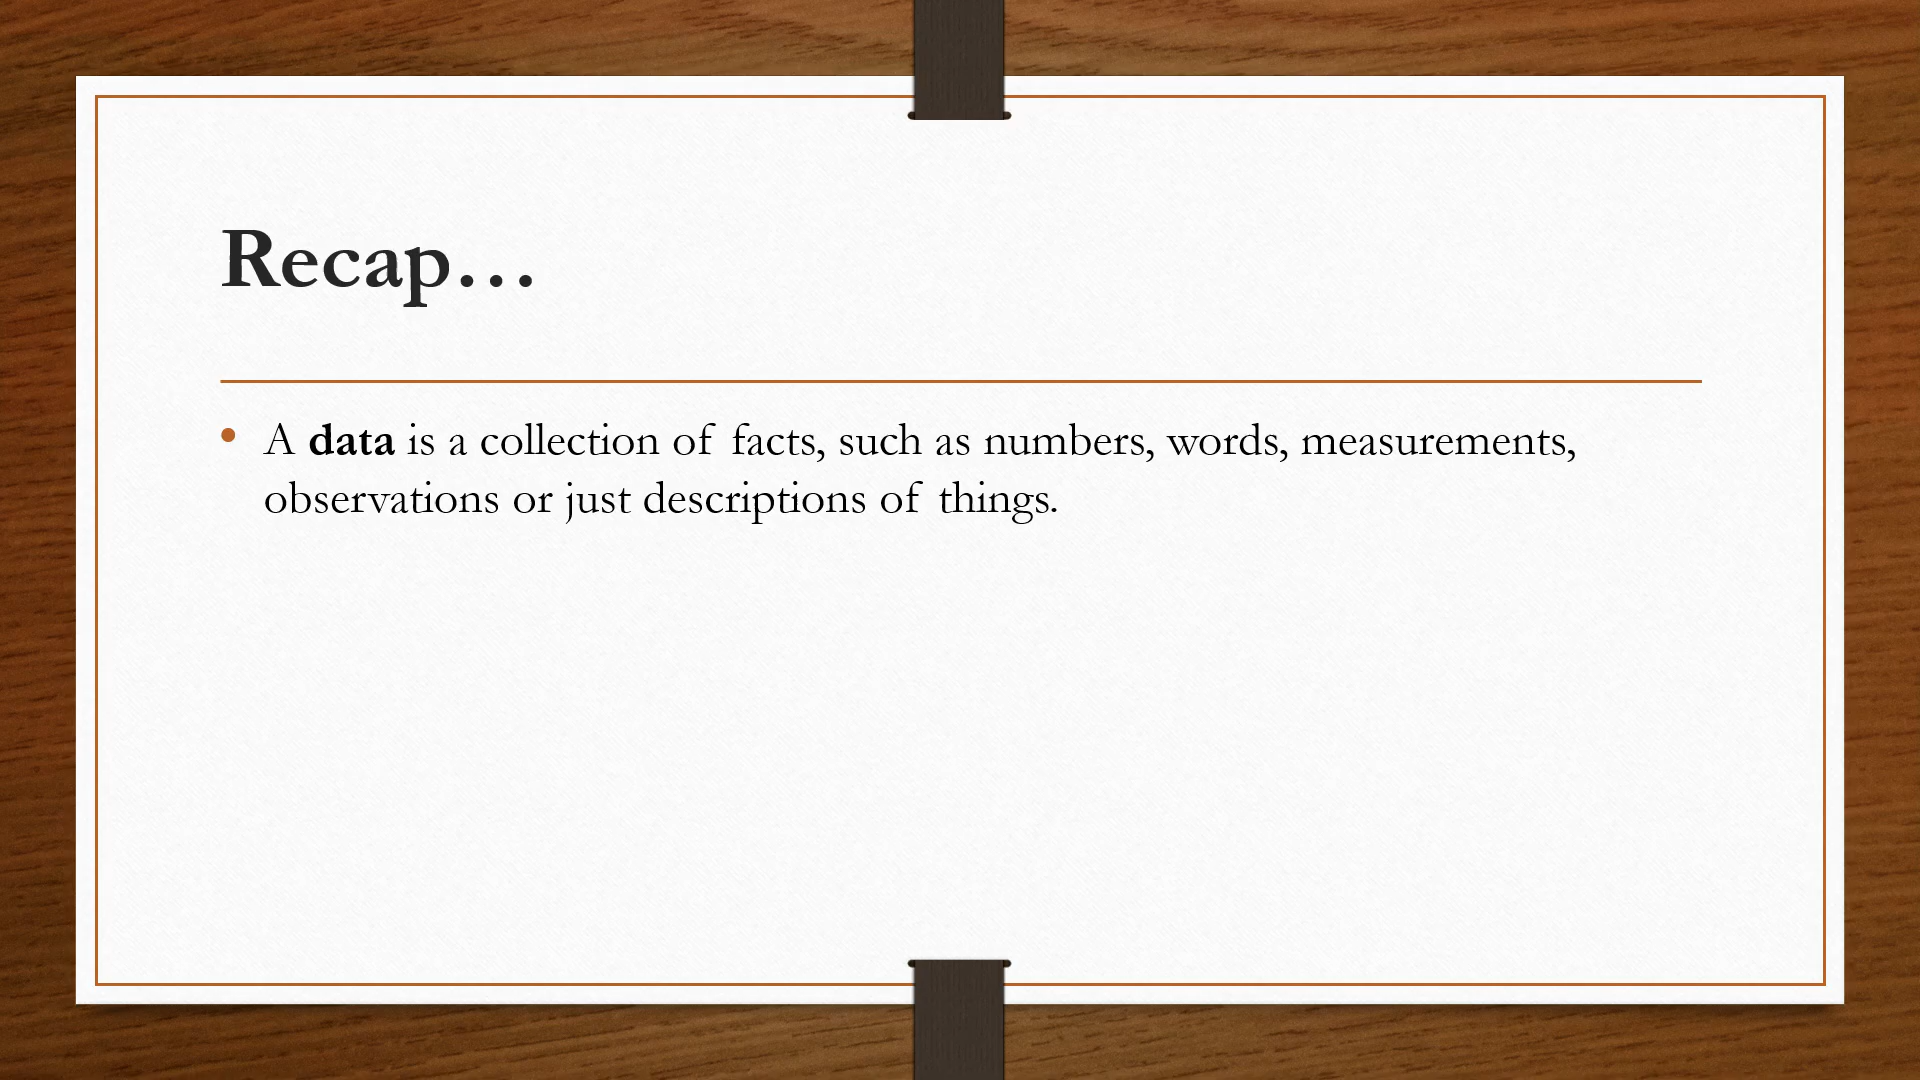 Recap…
• A data is a collection of facts, such as numbers, words, measurements,
observations or just descriptions of things.